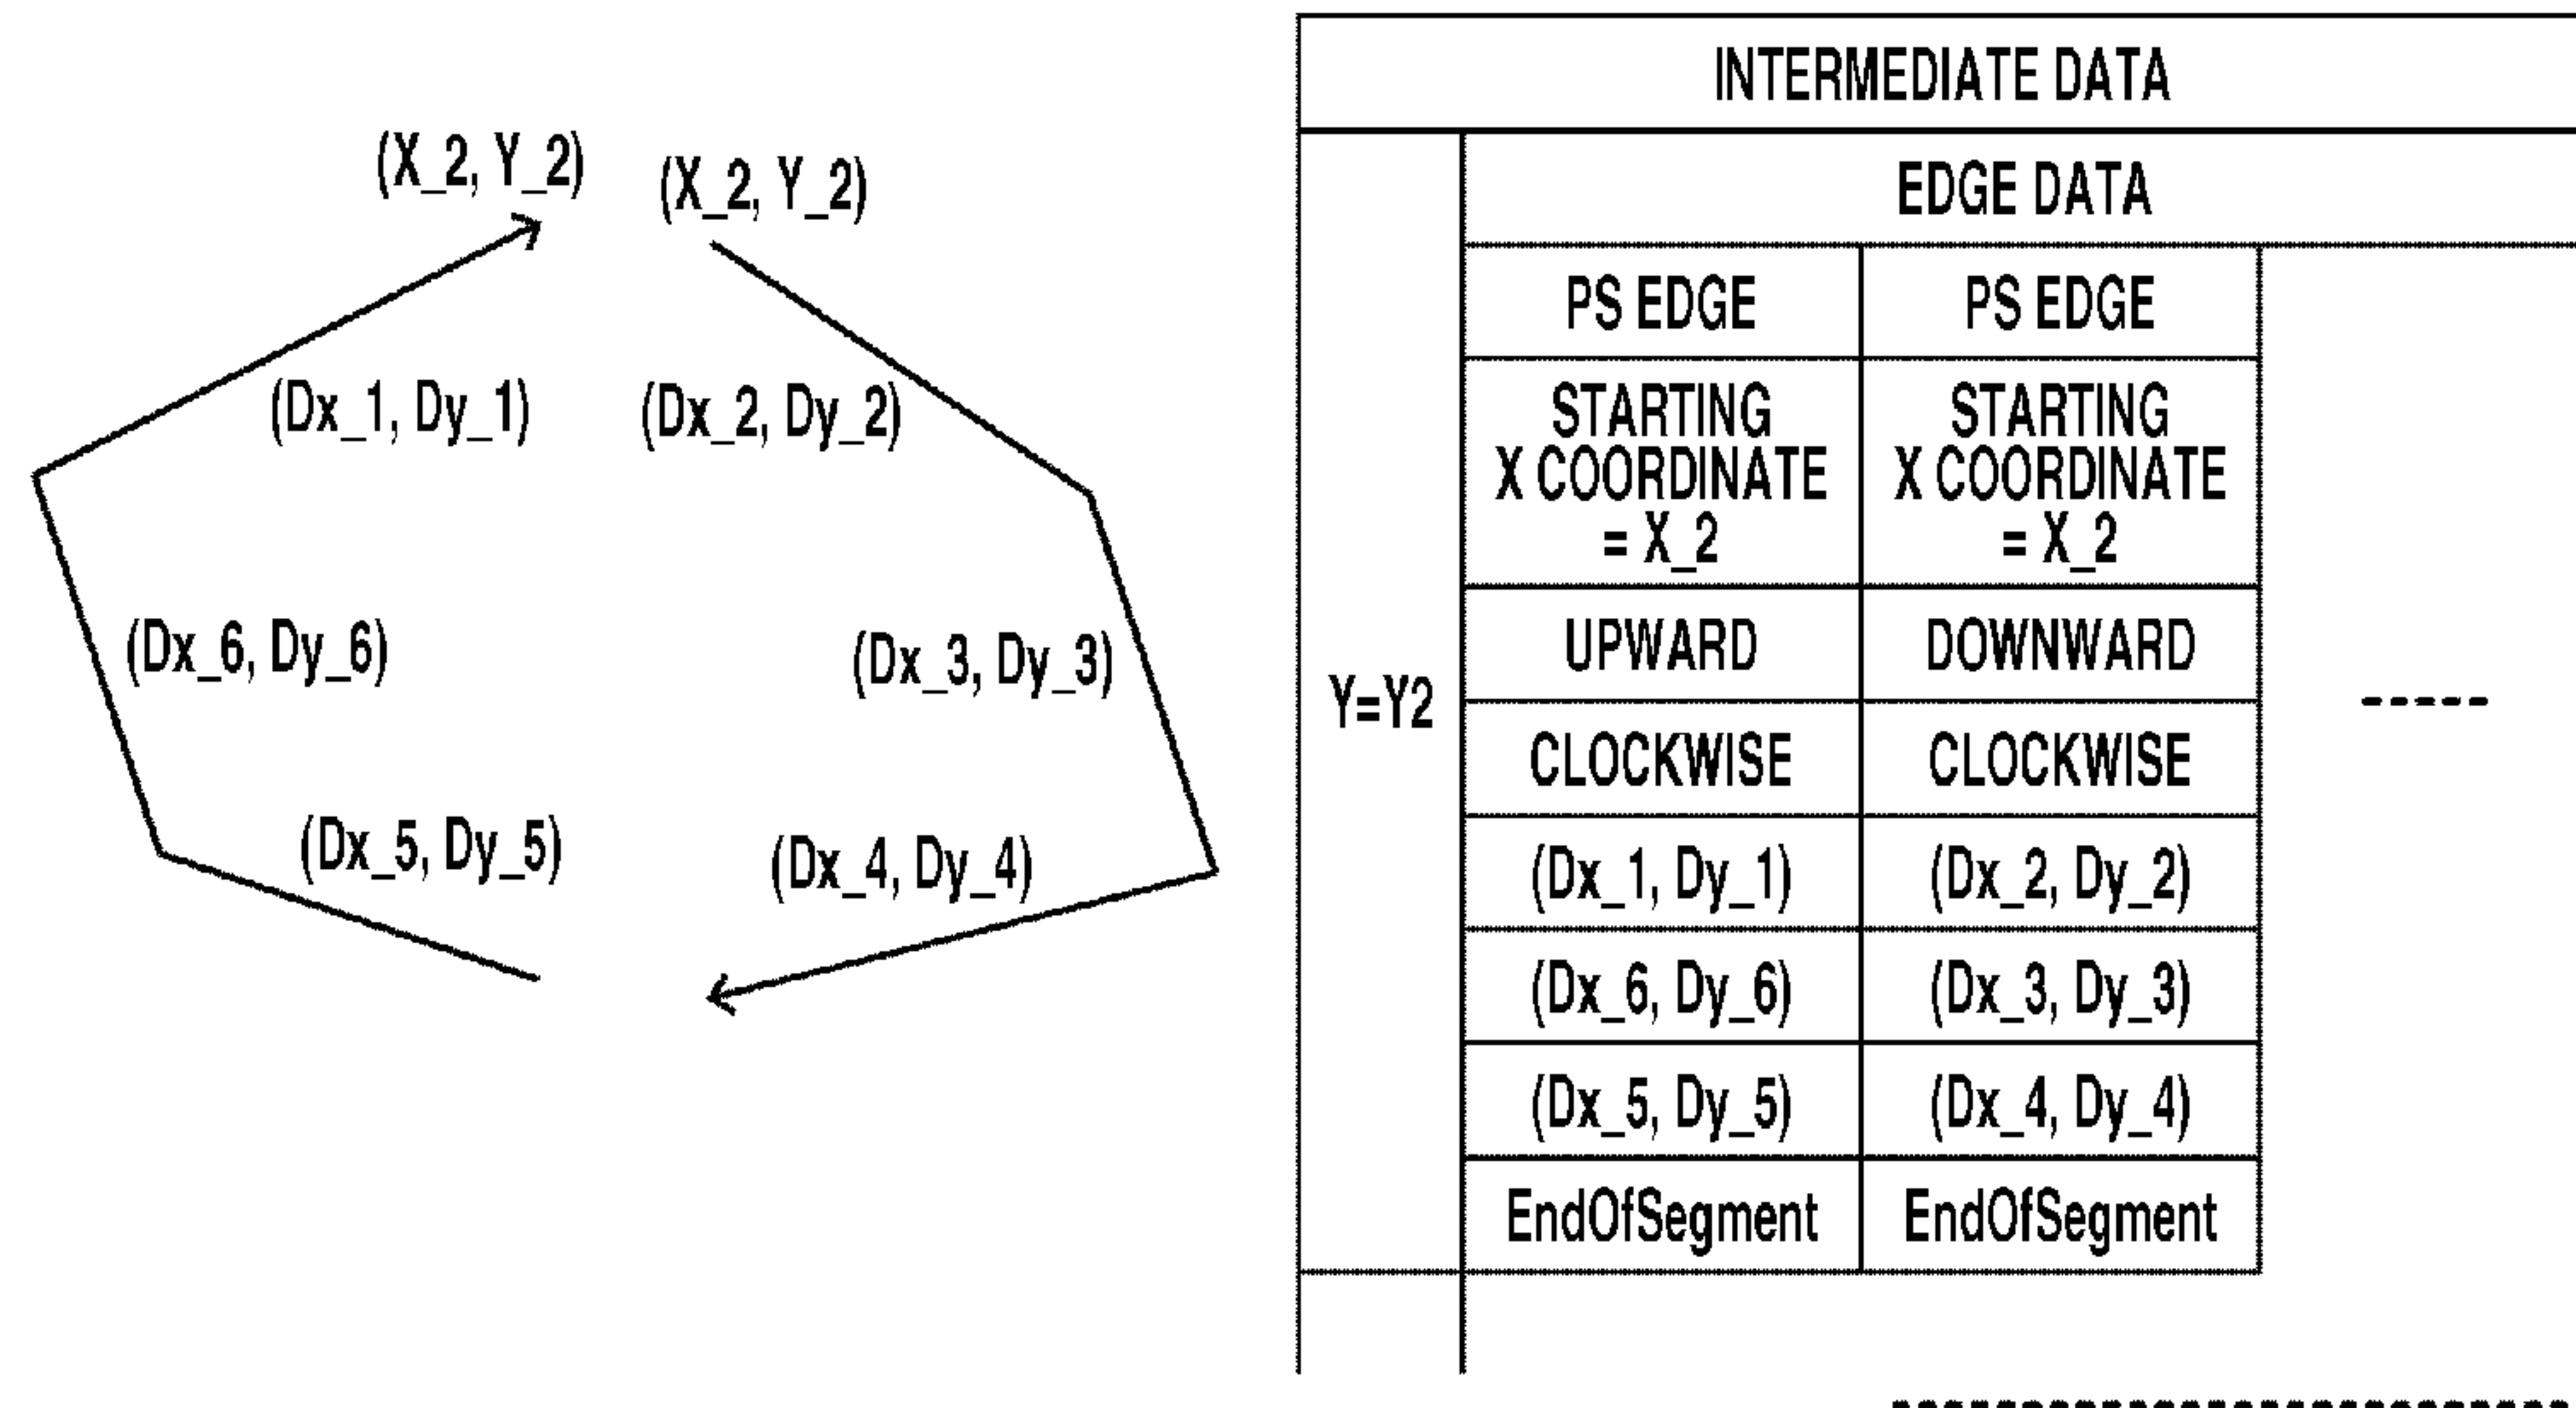 (X_2, Y_2)
(X_2, Y_2)
(Dx_1, Dy_1)
(Dx_2, Dy_2)
(Dx_6, Dy_6)
(Dx_3, Dy_3)
(Dx_5, Dy_5)
(Dx_4, Dy_4)
INTERMEDIATE DATA
EDGE DATA
PS EDGE
PS EDGE
STARTING
X COORDINATE
= X_2
STARTING
X COORDINATE
= X_2
UPWARD
DOWNWARD
Y=Y2
-----
CLOCKWISE
CLOCKWISE
(Dx_1, Dy_1)
(Dx_2, Dy_2)
(Dx_6, Dy_6)
(Dx_3, Dy_3)
(Dx_5, Dy_5)
(Dx_4, Dy_4)
EndOfSegment
EndOfSegment